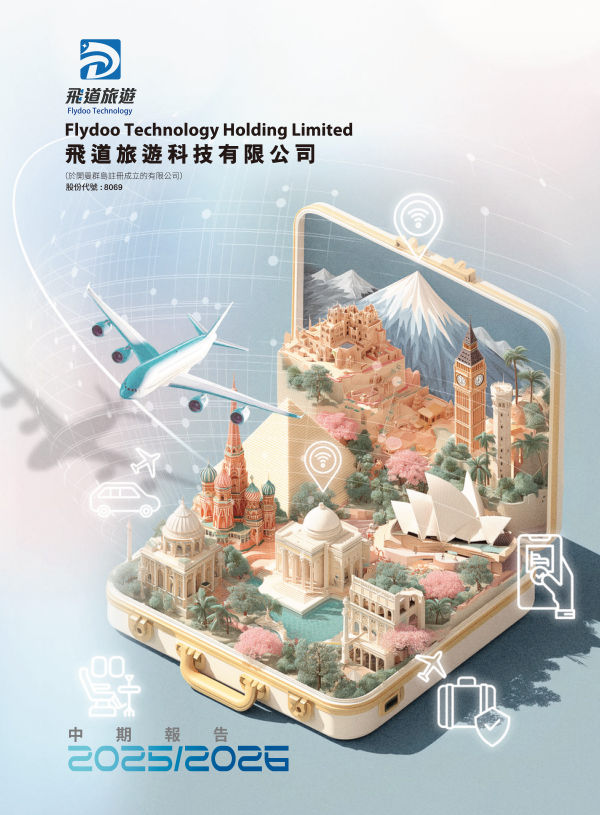 飛道旅遊
Flydoo Technology
Flydoo Technology Holding Limited
飛道旅遊科技有限公司
(於開曼群島註冊成立的有限公司)
股份代號 : 8069
中期報告
2025/2026